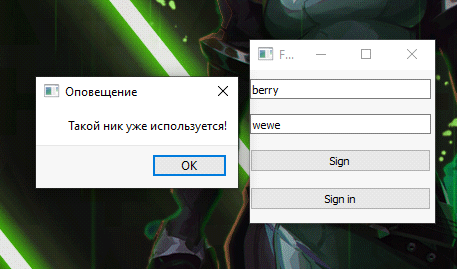 Оповещение
Такой ник уже используется!
OK
F...
berry
wewe
Sign
Sign in